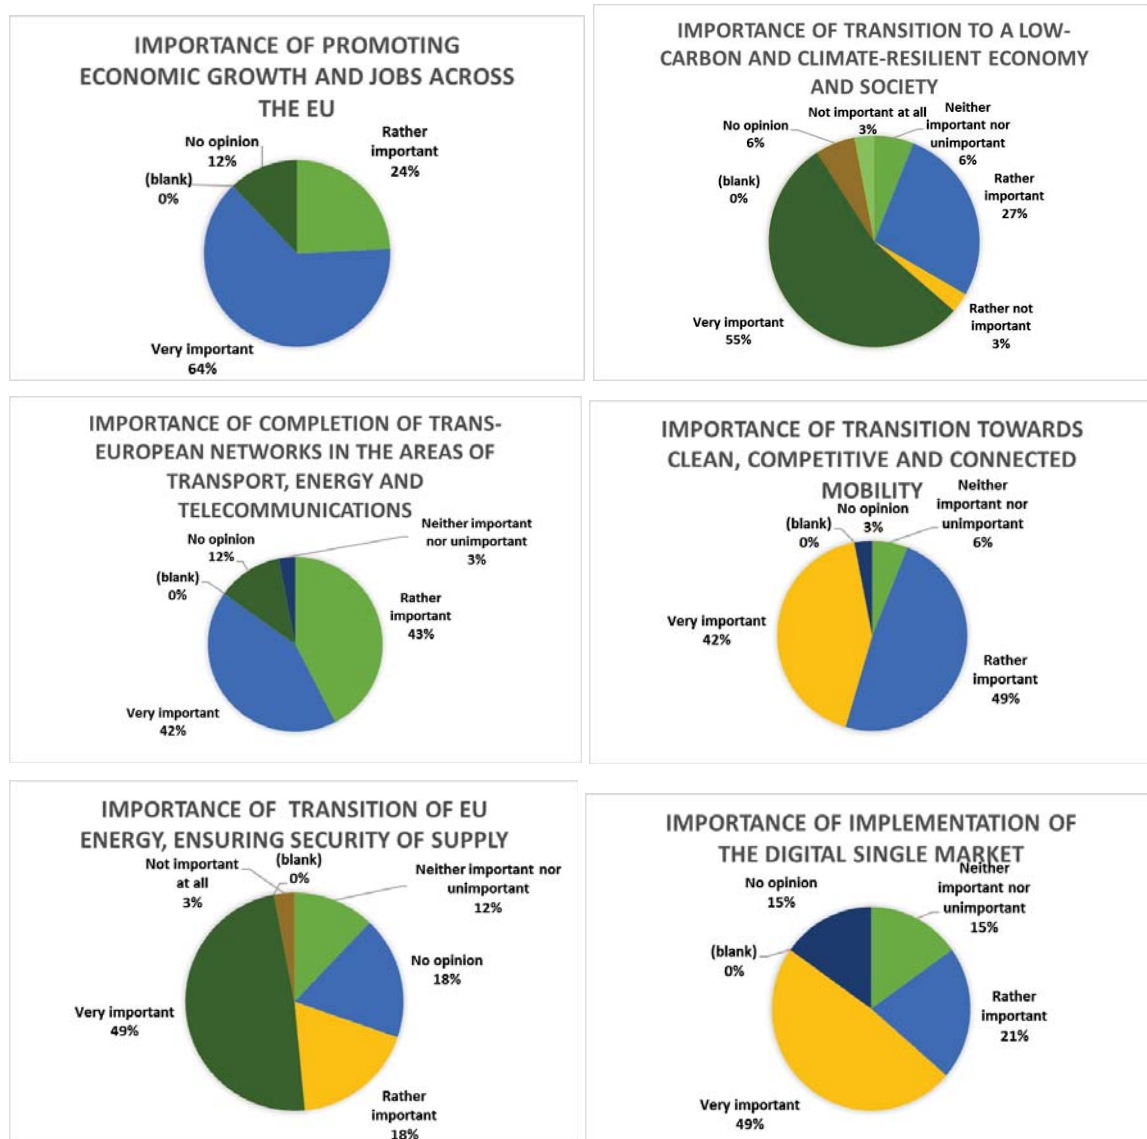 IMPORTANCE OF PROMOTING
ECONOMIC GROWTH AND JOBS ACROSS
THE EU
No opinion
12%
Rather
important
24%
(blank)
0%
Very important
64%
IMPORTANCE OF TRANSITION TO A LOW-
CARBON AND CLIMATE-RESILIENT ECONOMY
AND SOCIETY
Not important at all
3%
Neither
important nor
unimportant
6%
No opinion
6%
Rather
important
27%
(blank)
0%
Rather not
important
3%
Very important
55%
IMPORTANCE OF COMPLETION OF TRANS-
EUROPEAN NETWORKS IN THE AREAS OF
TRANSPORT, ENERGY AND
TELECOMMUNICATIONS
Neither important
nor unimportant
3%
No opinion
12%
(blank)
0%
Rather
important
43%
Very important
42%
IMPORTANCE OF TRANSITION TOWARDS
CLEAN, COMPETITIVE AND CONNECTED
MOBILITY
Neither
important nor
unimportant
6%
No opinion
3%
(blank)
0%
Very important
42%
Rather
important
49%
IMPORTANCE OF TRANSITION OF EU
ENERGY, ENSURING SECURITY OF SUPPLY
Not important
at all
3%
(blank)
0%
Neither important nor
unimportant
12%
No opinion
18%
Very important
49%
Rather
important
18%
IMPORTANCE OF IMPLEMENTATION OF
THE DIGITAL SINGLE MARKET
Neither
important nor
unimportant
15%
No opinion
15%
(blank)
0%
Rather
important
21%
Very important
49%